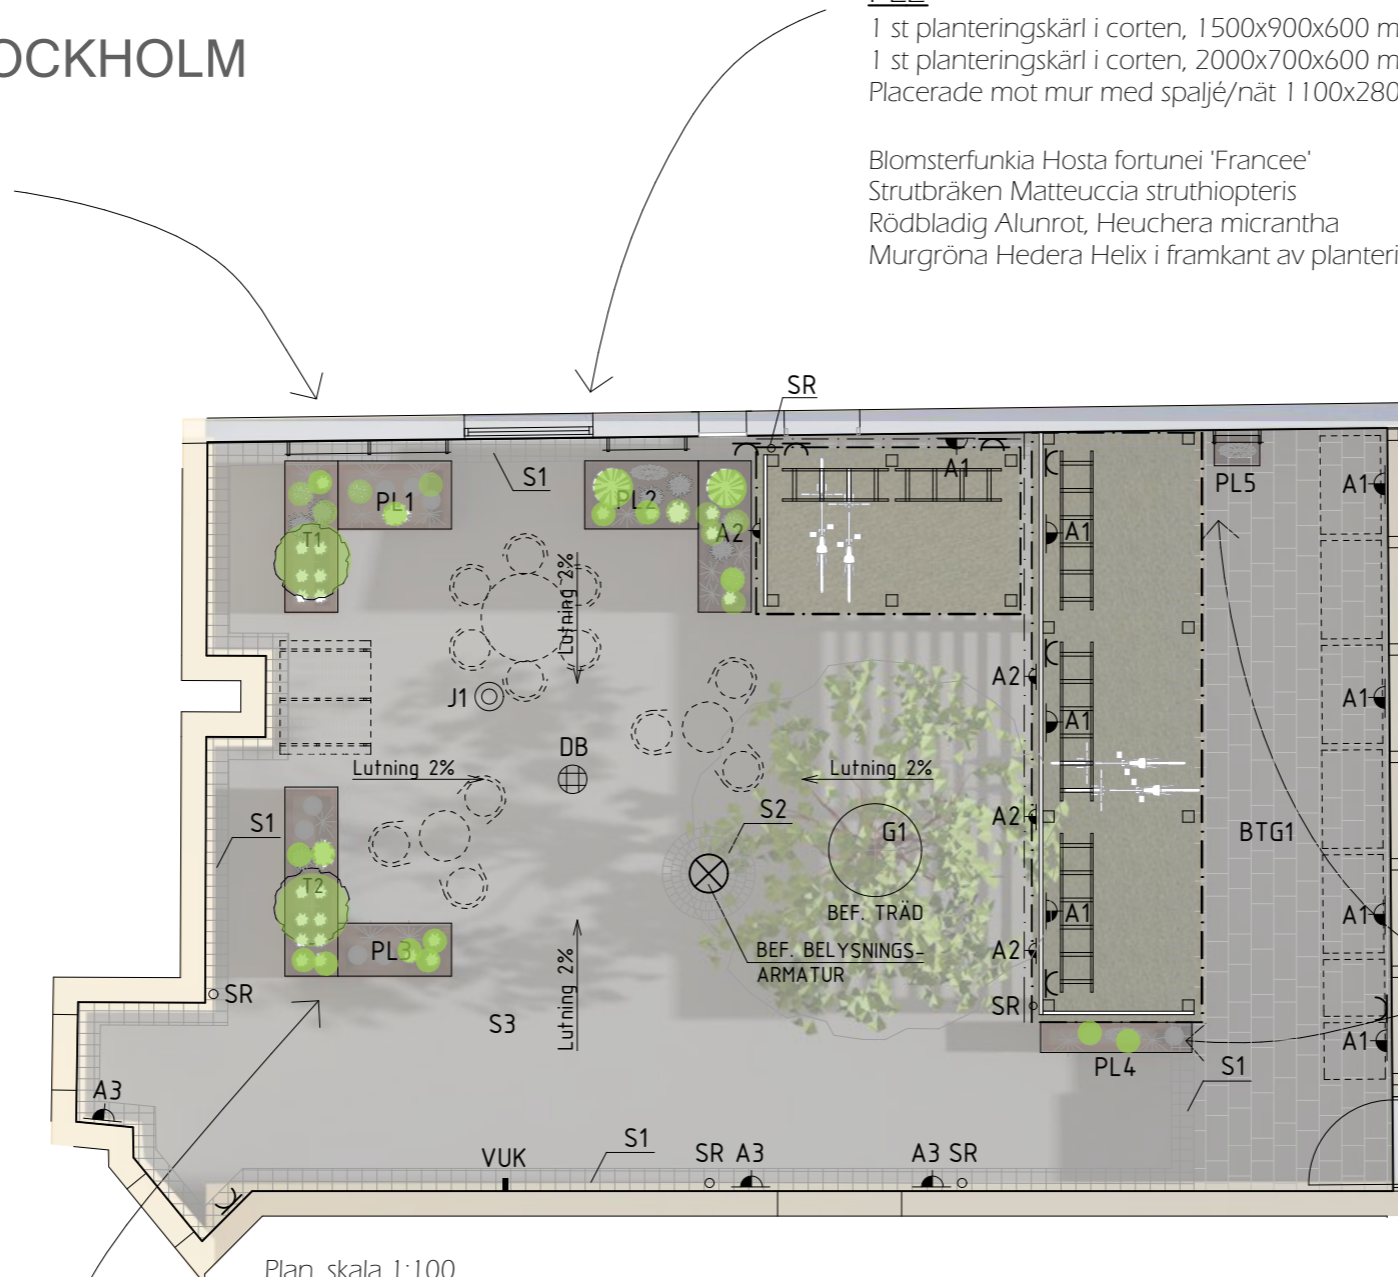 OCKHOLM
PL2
1 st planteringskärl i corten, 1500x900x600 m
1 st planteringskärl i corten, 2000x700x600 m
Placerade mot mur med spaljé/nät 1100x280
Blomsterfunkia Hosta fortunei 'Francee'
Strutbräken Matteuccia struthiopteris
Rödbladig Alunrot, Heuchera micrantha
Murgröna Hedera Helix i framkant av planteri
SR
S1
A1
PL1
PL2
PL5
A1
T1
A2
A1
Lutning 2%
A2
J1
A1
A1
DB
Lutning 2%
Lutning 2%
S1
S2
A2
G1
BTG1
T2
BEF. TRÄD
A1
A1
PL3
BEF. BELYSNINGS-
ARMATUR
A2
SR
SR
S3
Lutning 2%
A1
PL4
S1
A3
VUK
S1
SR A3
A3 SR
Plan, skala 1:100